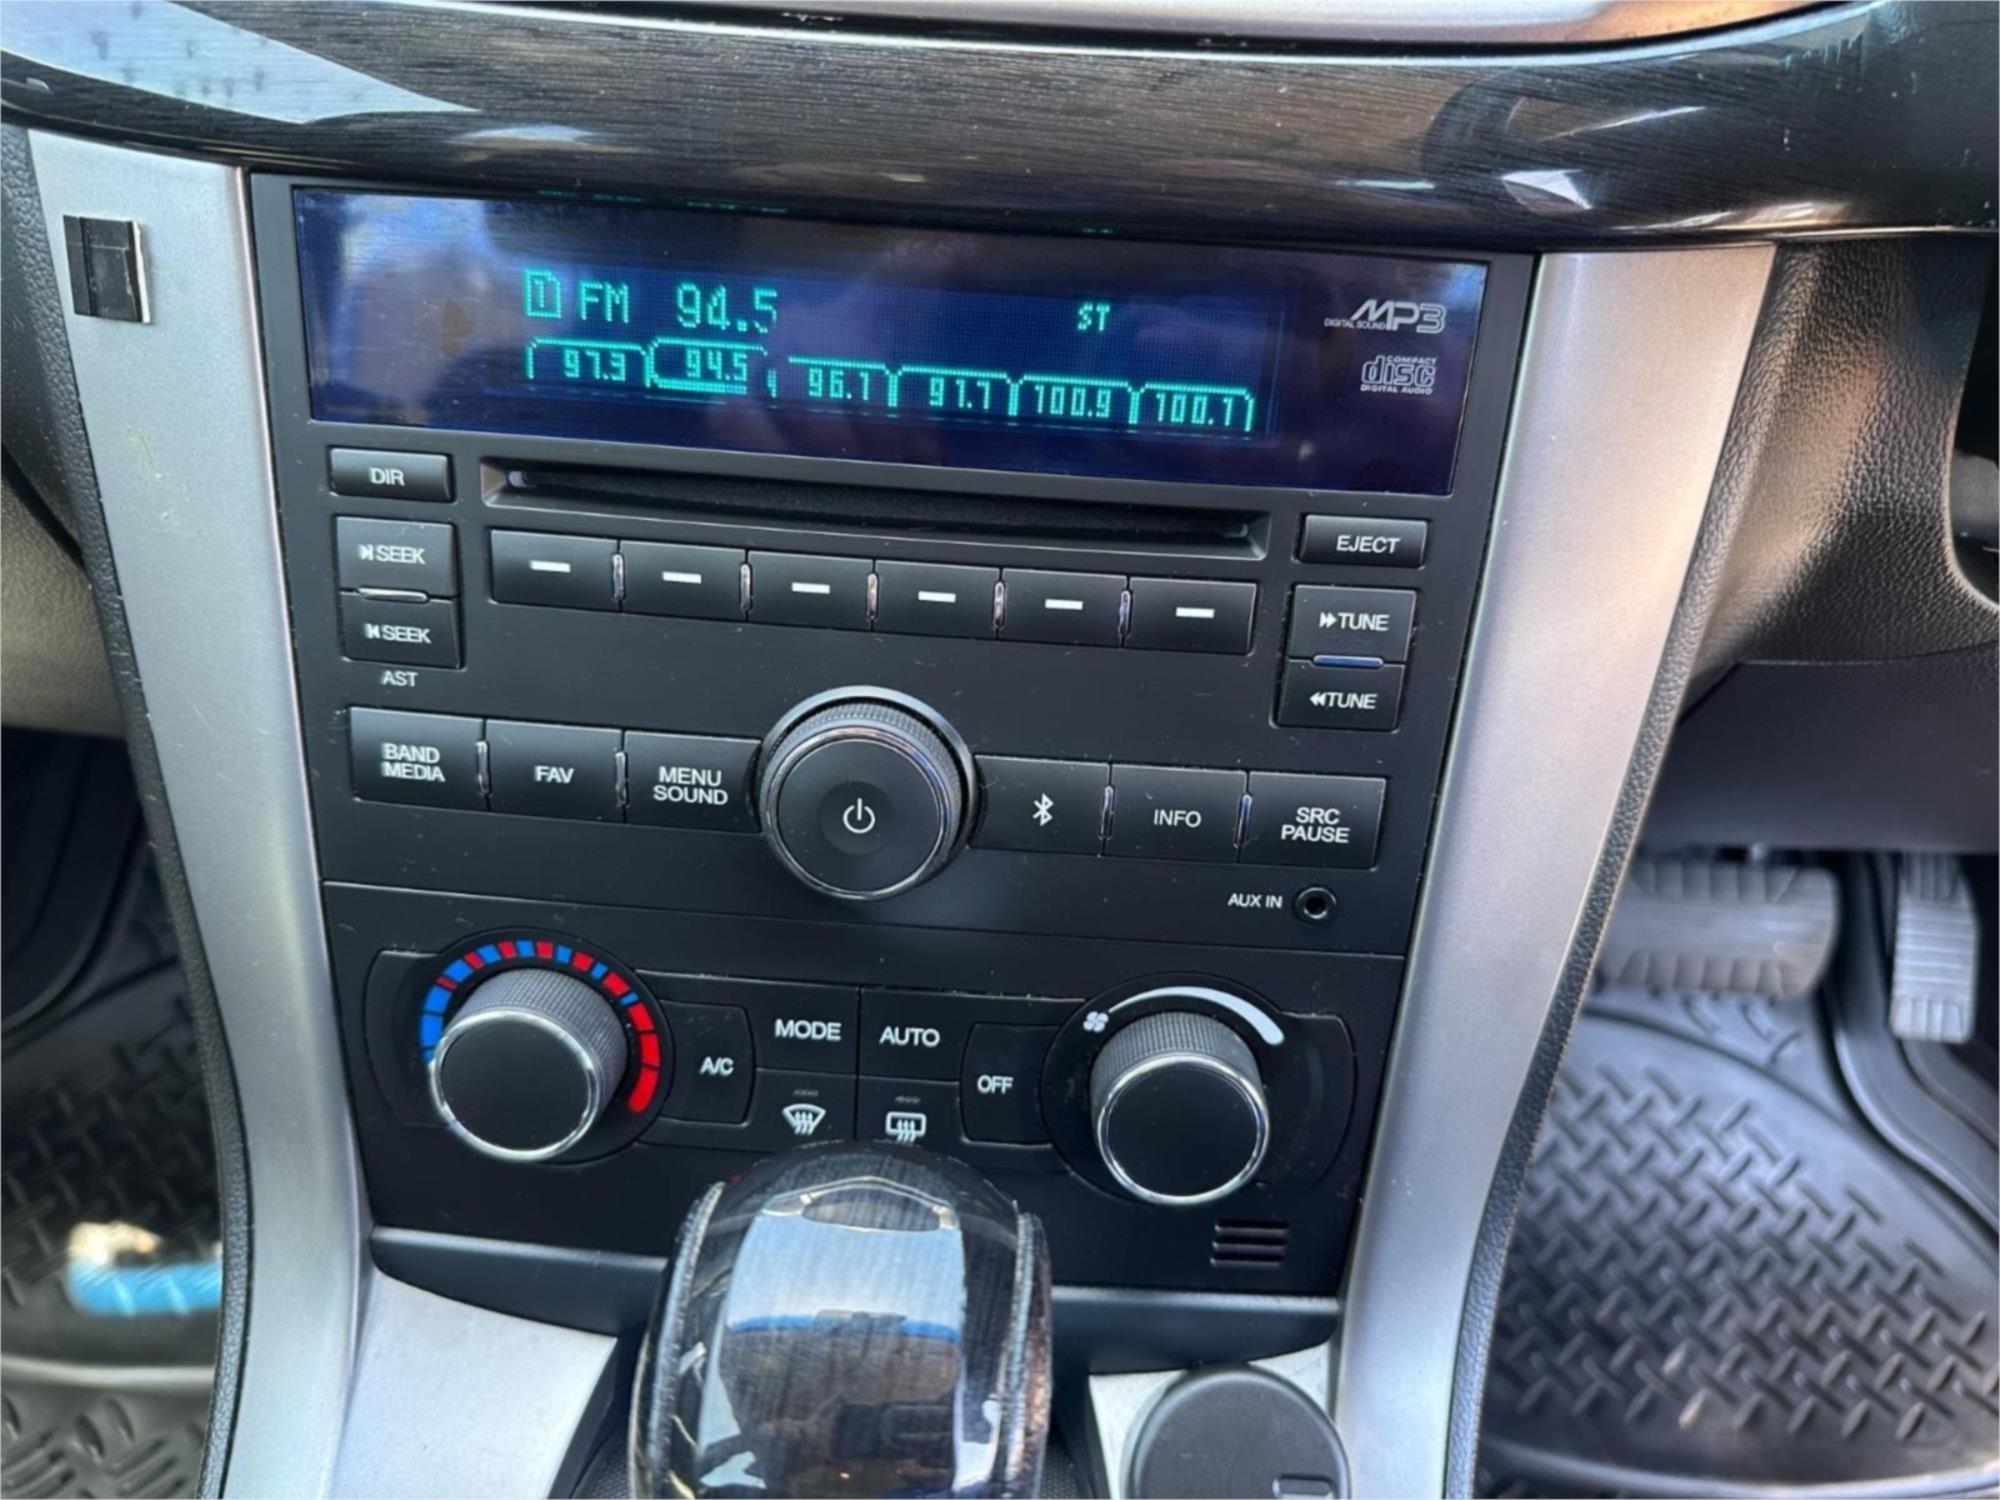 1 FM 94.5 ST
97.3 94.5 96.1 91.7 100.9 100.1
MP3
DIGITAL SOUND
COMPACT
disc
DIGITAL AUDIO
DIR
EJECT
SEEK
SEEK
AST
TUNE
TUNE
BAND
MEDIA
FAV
MENU
SOUND
INFO
SRC
PAUSE
AUX IN
A/C
MODE
AUTO
OFF